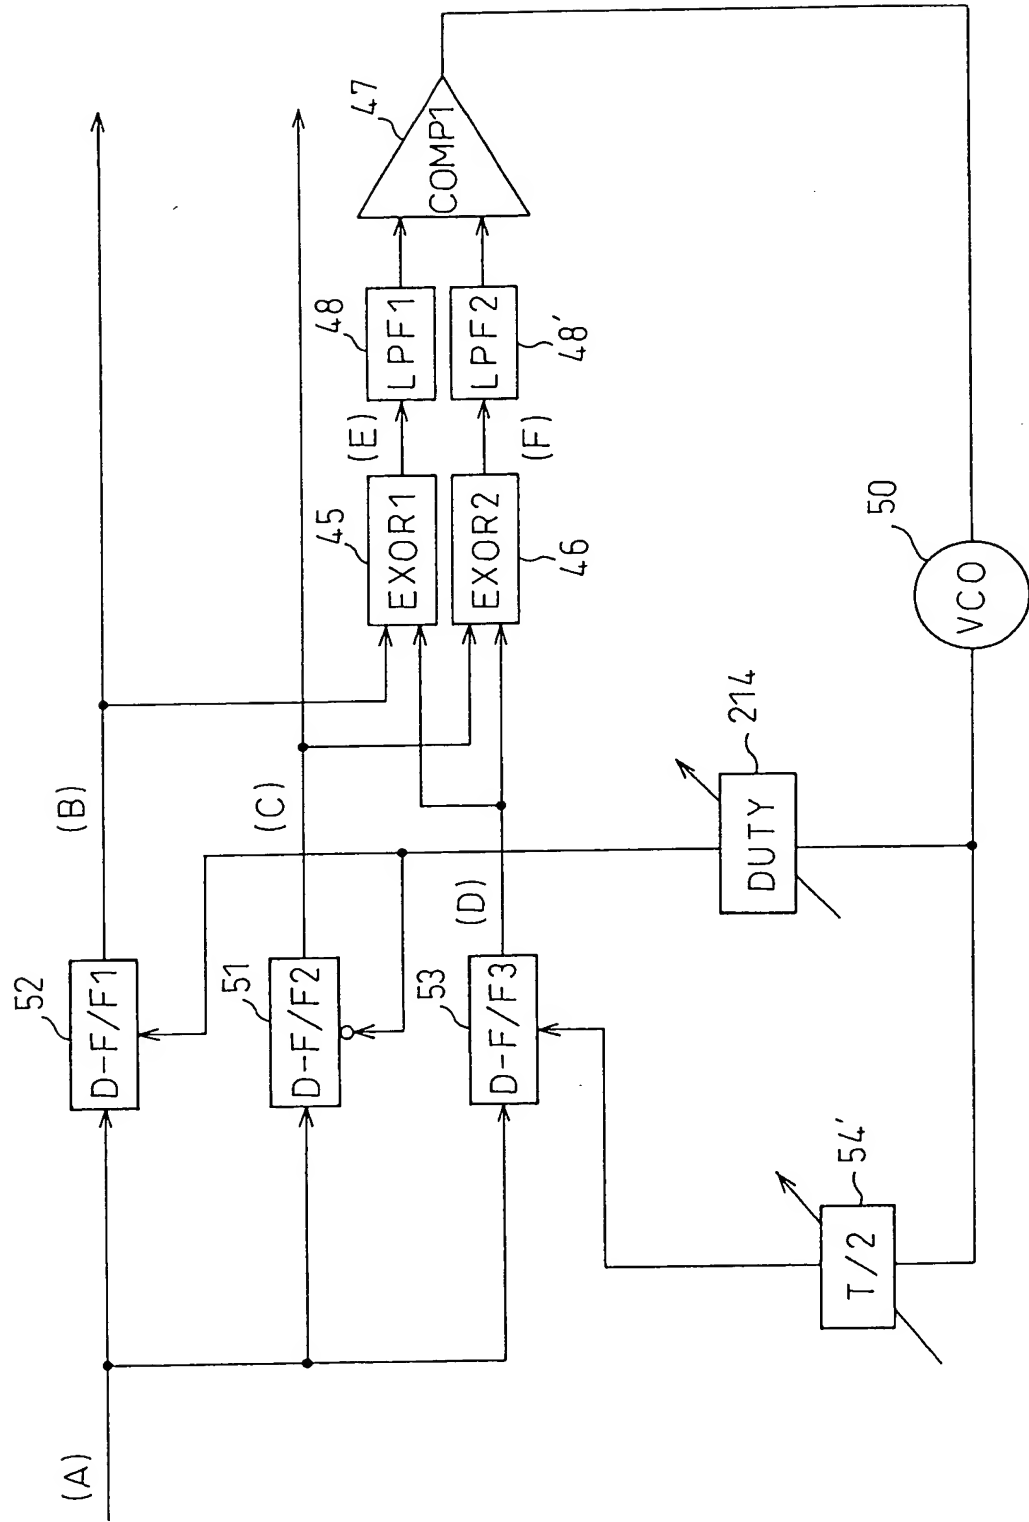 (A)
52
D-F/F1
(B)
51
D-F/F2
(C)
53
D-F/F3
(D)
45
EXOR1
(E)
48
LPF1
47
COMP1
EXOR2
46
(F)
LPF2
48'
214
DUTY
54'
T/2
50
VCO